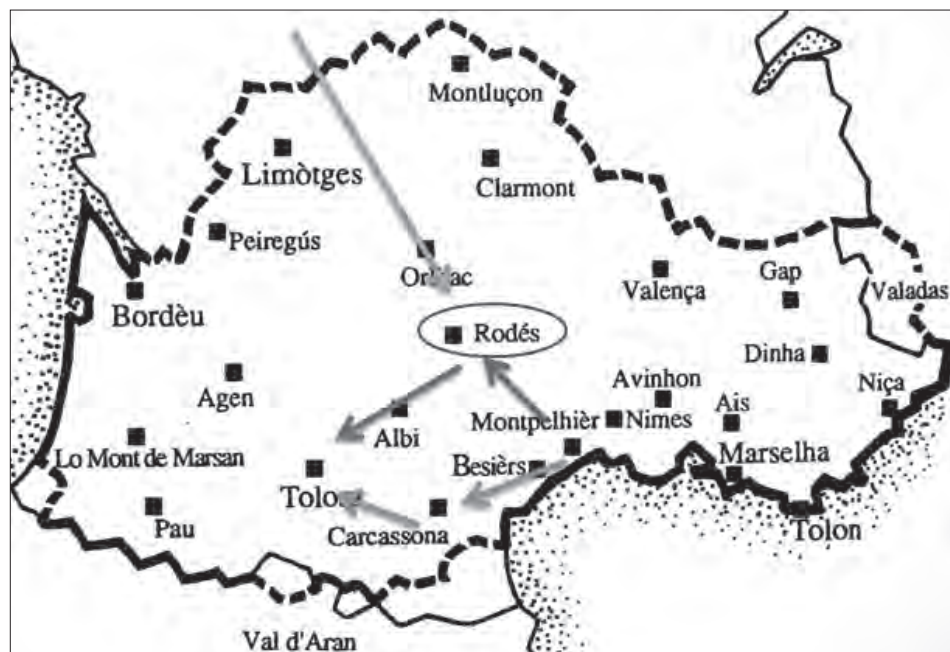 Montluçon
Limòtges
Clarmont
Peiregús
Valença
Gap
Valadas
Bordèu
Rodés
Dinha
Agen
Avinhon
Niça
Albi
Montpelhièr
Nimes
Ais
Lo Mont de Marsan
Besièrs
Marselha
Pau
Carcassona
Tolon
Val d'Aran